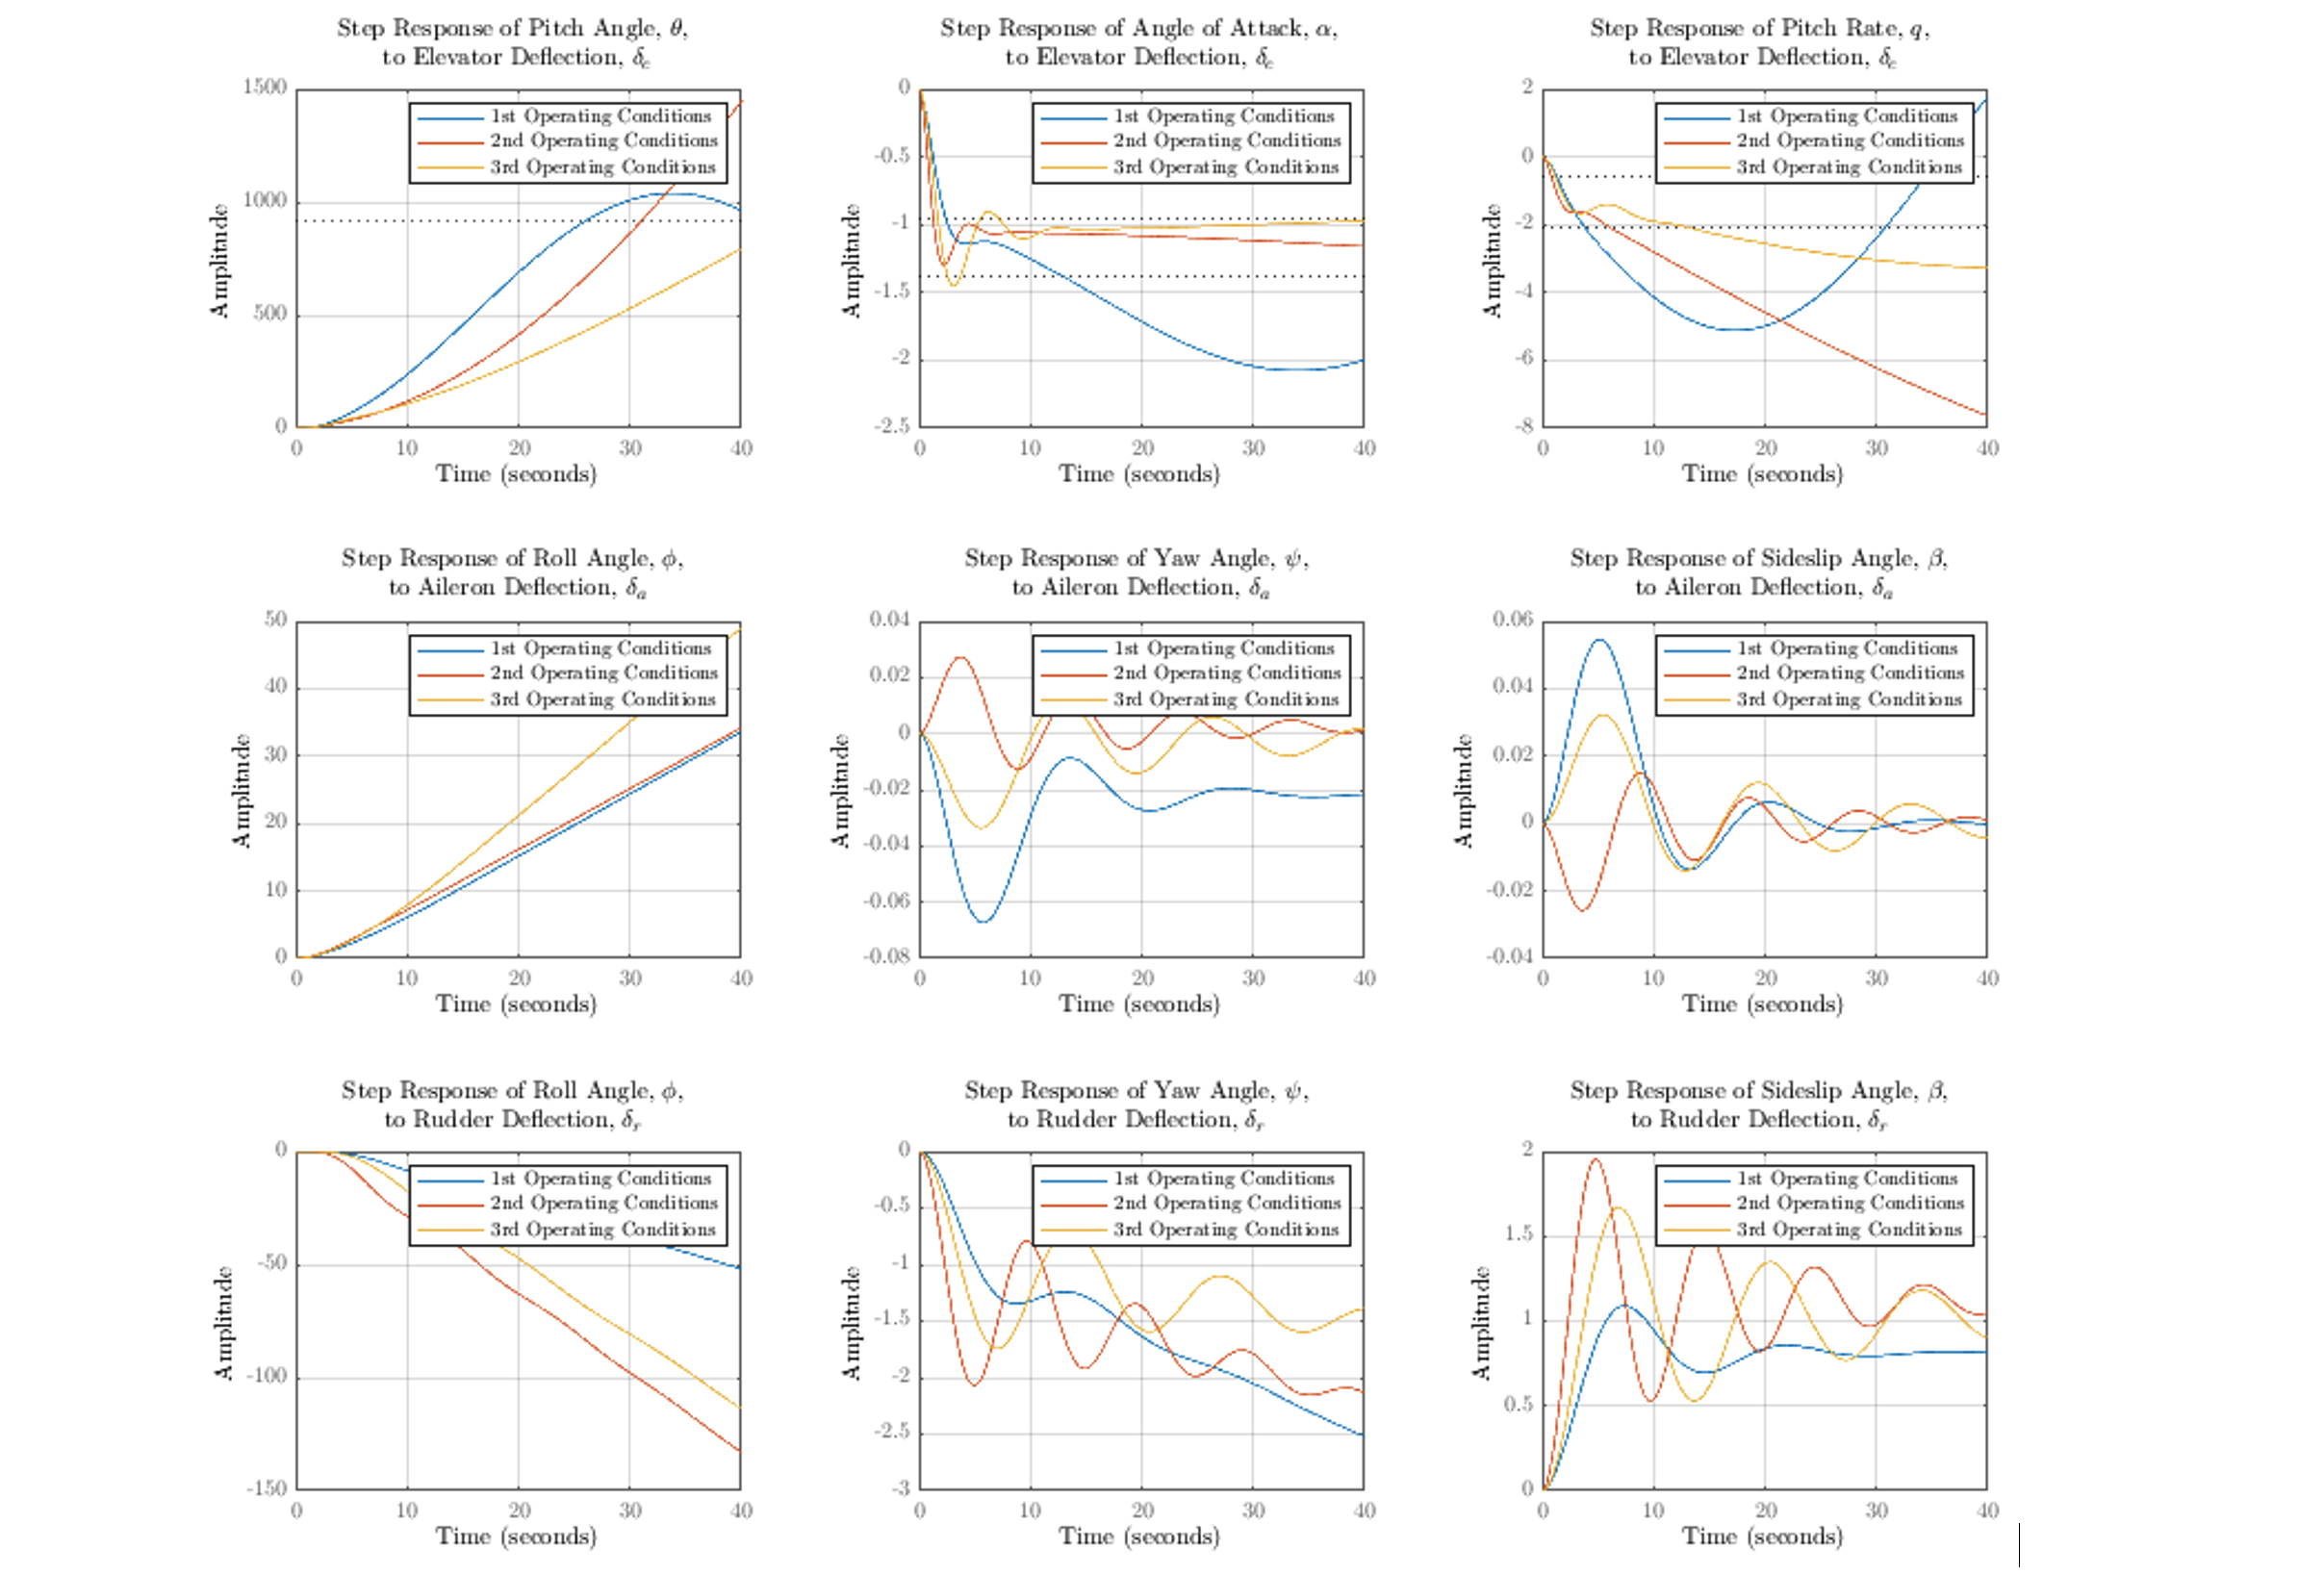 Step Response of Pitch Angle, θ,
to Elevator Deflection, δe
1500
1000
500
0
Amplitude
1st Operating Conditions
2nd Operating Conditions
3rd Operating Conditions
0 10 20 30 40
Time (seconds)
Step Response of Angle of Attack, α,
to Elevator Deflection, δe
0
-0.5
-1
-1.5
-2
-2.5
Amplitude
1st Operating Conditions
2nd Operating Conditions
3rd Operating Conditions
0 10 20 30 40
Time (seconds)
Step Response of Pitch Rate, q,
to Elevator Deflection, δe
2
0
-2
-4
-6
-8
Amplitude
1st Operating Conditions
2nd Operating Conditions
3rd Operating Conditions
0 10 20 30 40
Time (seconds)
Step Response of Roll Angle, ϕ,
to Aileron Deflection, δa
50
40
30
20
10
0
Amplitude
1st Operating Conditions
2nd Operating Conditions
3rd Operating Conditions
0 10 20 30 40
Time (seconds)
Step Response of Yaw Angle, ψ,
to Aileron Deflection, δa
0.04
0.02
0
-0.02
-0.04
-0.06
-0.08
Amplitude
1st Operating Conditions
2nd Operating Conditions
3rd Operating Conditions
0 10 20 30 40
Time (seconds)
Step Response of Sideslip Angle, β,
to Aileron Deflection, δa
0.06
0.04
0.02
0
-0.02
-0.04
Amplitude
1st Operating Conditions
2nd Operating Conditions
3rd Operating Conditions
0 10 20 30 40
Time (seconds)
Step Response of Roll Angle, ϕ,
to Rudder Deflection, δr
0
-50
-100
-150
Amplitude
1st Operating Conditions
2nd Operating Conditions
3rd Operating Conditions
0 10 20 30 40
Time (seconds)
Step Response of Yaw Angle, ψ,
to Rudder Deflection, δr
0
-0.5
-1
-1.5
-2
-2.5
-3
Amplitude
1st Operating Conditions
2nd Operating Conditions
3rd Operating Conditions
0 10 20 30 40
Time (seconds)
Step Response of Sideslip Angle, β,
to Rudder Deflection, δr
2
1.5
1
0.5
0
Amplitude
1st Operating Conditions
2nd Operating Conditions
3rd Operating Conditions
0 10 20 30 40
Time (seconds)